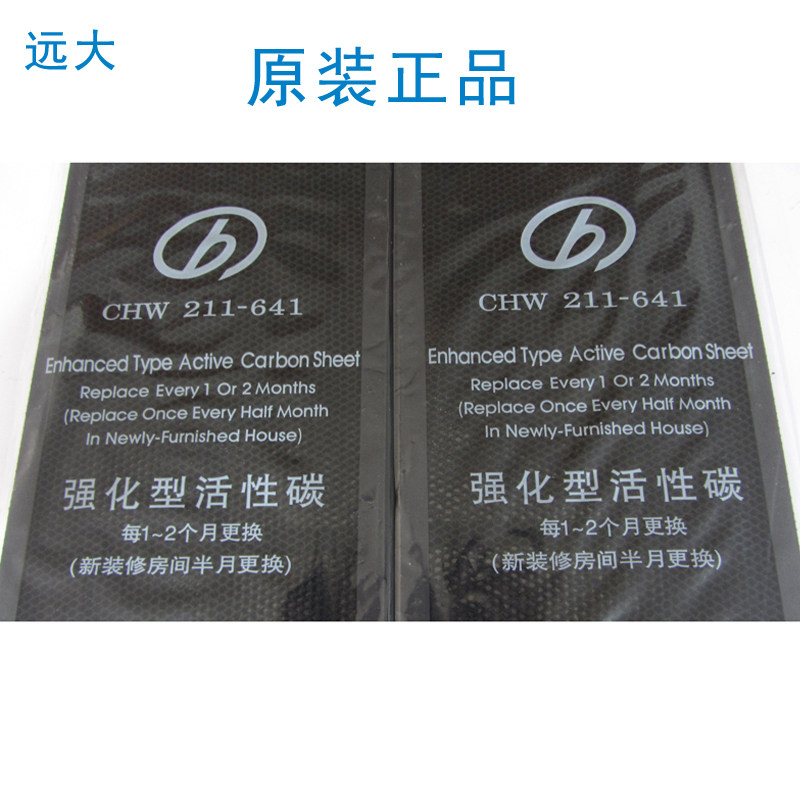 远大
原装正品
b
CHW 211-641
Enhanced Type Active Carbon Sheet
Replace Every 1 Or 2 Months
(Replace Once Every Half Month
In Newly-Furnished House)
强化型活性碳
每1~2个月更换
(新装修房间半月更换)
b
CHW 211-641
Enhanced Type Active Carbon Sheet
Replace Every 1 Or 2 Months
(Replace Once Every Half Month
In Newly-Furnished House)
强化型活性碳
每1~2个月更换
(新装修房间半月更换)